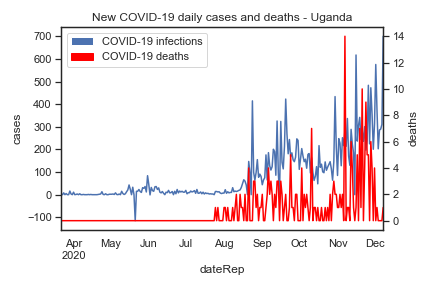 New COVID-19 daily cases and deaths - Uganda
COVID-19 infections
COVID-19 deaths
700
600
500
400
300
200
100
0
−100
cases
14
12
10
8
6
4
2
0
deaths
Apr May Jun Jul Aug Sep Oct Nov Dec
2020
dateRep